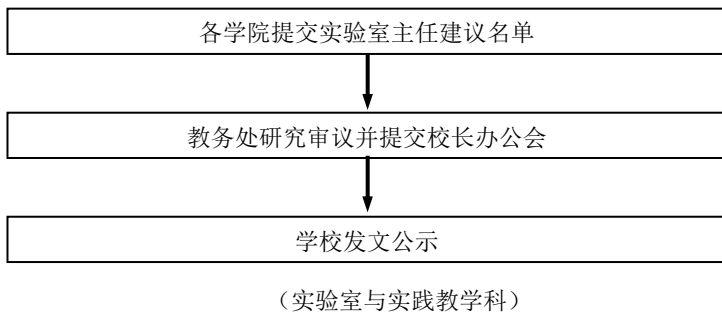 各学院提交实验室主任建议名单
教务处研究审议并提交校长办公会
学校发文公示
（实验室与实践教学科）